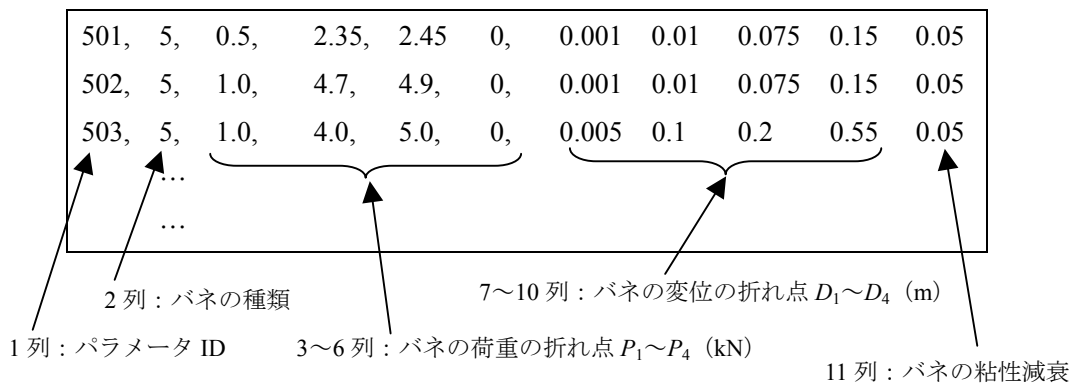 501, 5, 0.5, 2.35, 2.45 0, 0.001 0.01 0.075 0.15 0.05
502, 5, 1.0, 4.7, 4.9, 0, 0.001 0.01 0.075 0.15 0.05
503, 5, 1.0, 4.0, 5.0, 0, 0.005 0.1 0.2 0.55 0.05
…
…
2 列：バネの種類
7～10 列：バネの変位の折れ点 D₁～D₄（m）
1 列：パラメータ ID
3～6 列：バネの荷重の折れ点 P₁～P₄（kN）
11 列：バネの粘性減衰